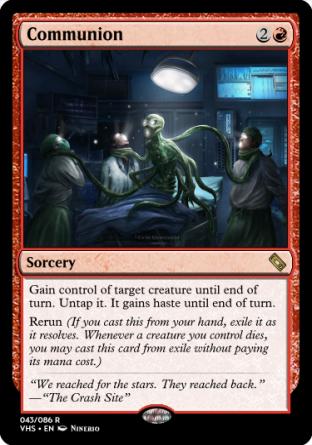 Communion 2
Sorcery
Gain control of target creature until end of
turn. Untap it. It gains haste until end of turn.
Rerun (If you cast this from your hand, exile it as
it resolves. Whenever a creature you control dies,
you may cast this card from exile without paying
its mana cost.)
“We reached for the stars. They reached back.”
—“The Crash Site”
043/086 R
VHS • EN Ninerio